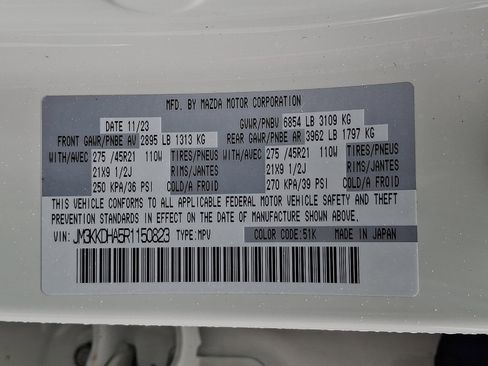 MFD. BY MAZDA MOTOR CORPORATION
DATE 11/23 GVWR/PNBV 6854 LB 3109 KG
FRONT GAWR/PNBE AV 2895 LB 1313 KG REAR GAWR/PNBE AR 3962 LB 1797 KG
WITH/AVEC 275 /45R21 110W TIRES/PNEUS WITH/AVEC 275 /45R21 110W TIRES/PNEUS
21X9 1/2J RIMS/JANTES 21X9 1/2J RIMS/JANTES
250 KPA/36 PSI COLD/A FROID 270 KPA/39 PSI COLD/A FROID
THIS VEHICLE CONFORMS TO ALL APPLICABLE FEDERAL MOTOR VEHICLE SAFETY AND THEFT
PREVENTION STANDARDS IN EFFECT ON THE DATE OF MANUFACTURE SHOWN ABOVE.
VIN: JM3KKDHA5R1150823 TYPE:MPV COLOR CODE:51K MADE IN JAPAN